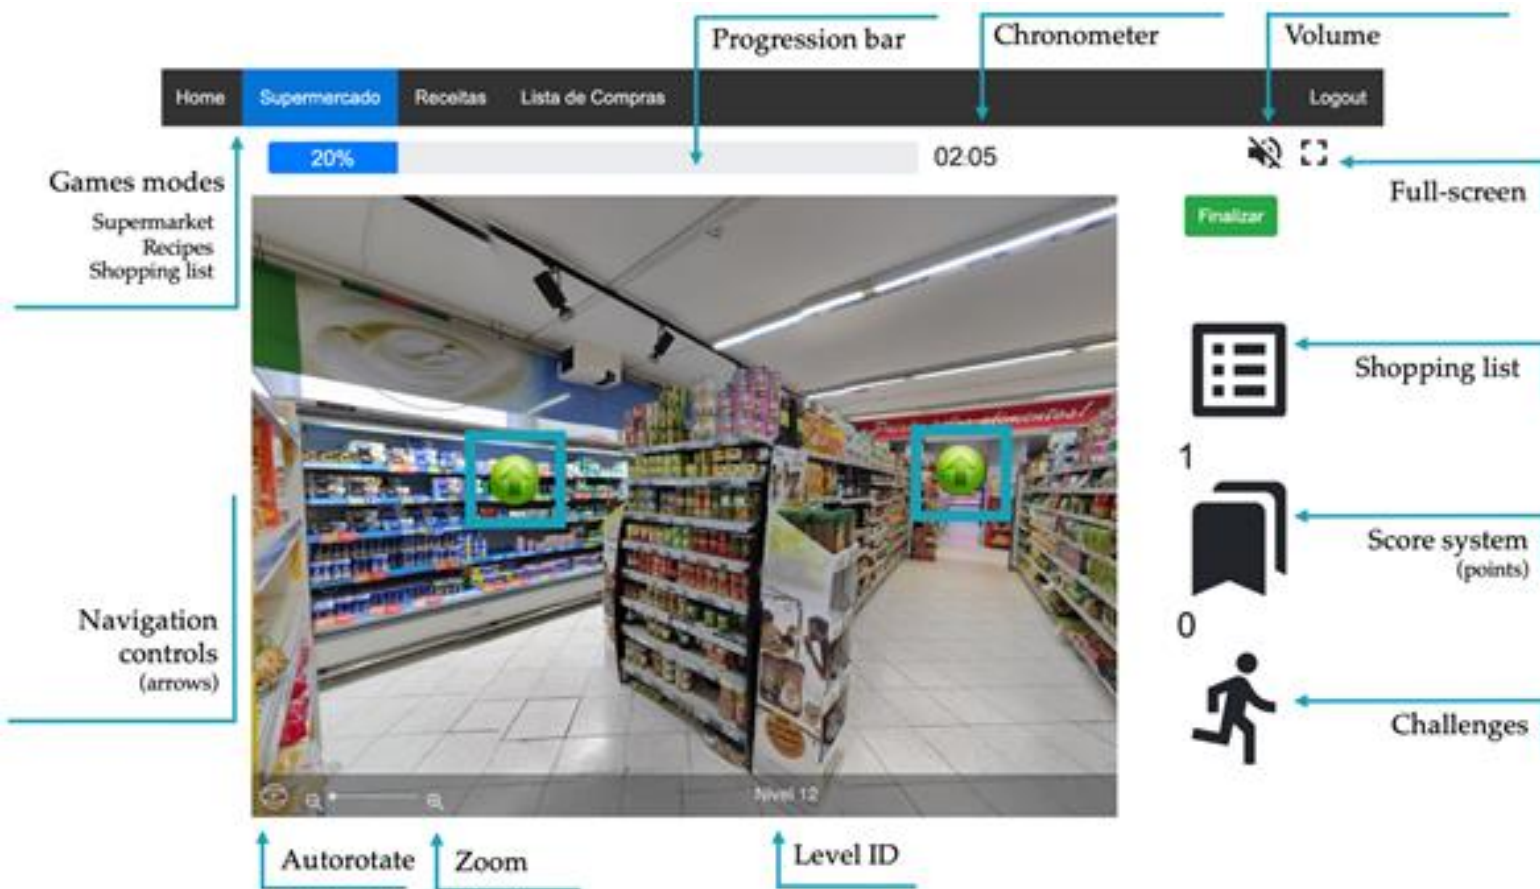 Progression bar
Chronometer
Volume
Home
Supermercado
Receitas
Lista de Compras
Logout
20%
02:05
Games modes
Supermarket
Recipes
Shopping list
Full-screen
Finalizar
Shopping list
1
Score system
(points)
0
Navigation
controls
(arrows)
Challenges
Nível 12
Autorotate
Zoom
Level ID